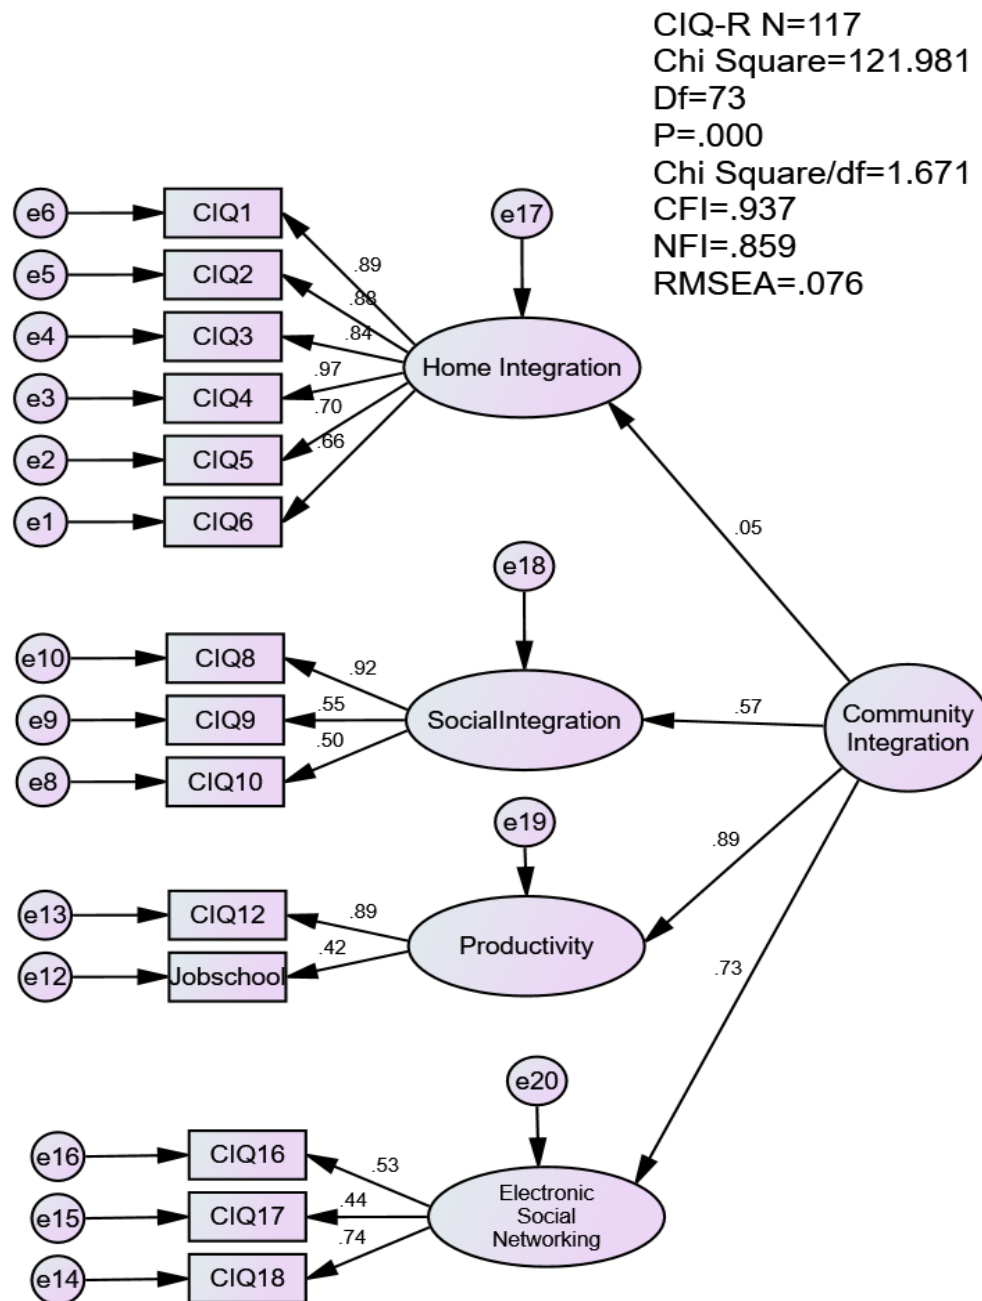 CIQ-R N=117
Chi Square=121.981
Df=73
P=.000
Chi Square/df=1.671
CFI=.937
NFI=.859
RMSEA=.076
e6
CIQ1
e17
.89
e5
CIQ2
.88
e4
CIQ3
.84
Home Integration
e3
CIQ4
.97
.70
e2
CIQ5
.66
e1
CIQ6
.05
e18
e10
CIQ8
.92
e9
CIQ9
.55
SocialIntegration
.57
Community
Integration
e8
CIQ10
.50
e19
.89
e13
CIQ12
.89
Productivity
e12
Jobschool
.42
.73
e20
e16
CIQ16
.53
e15
CIQ17
.44
Electronic
Social
Networking
.74
e14
CIQ18